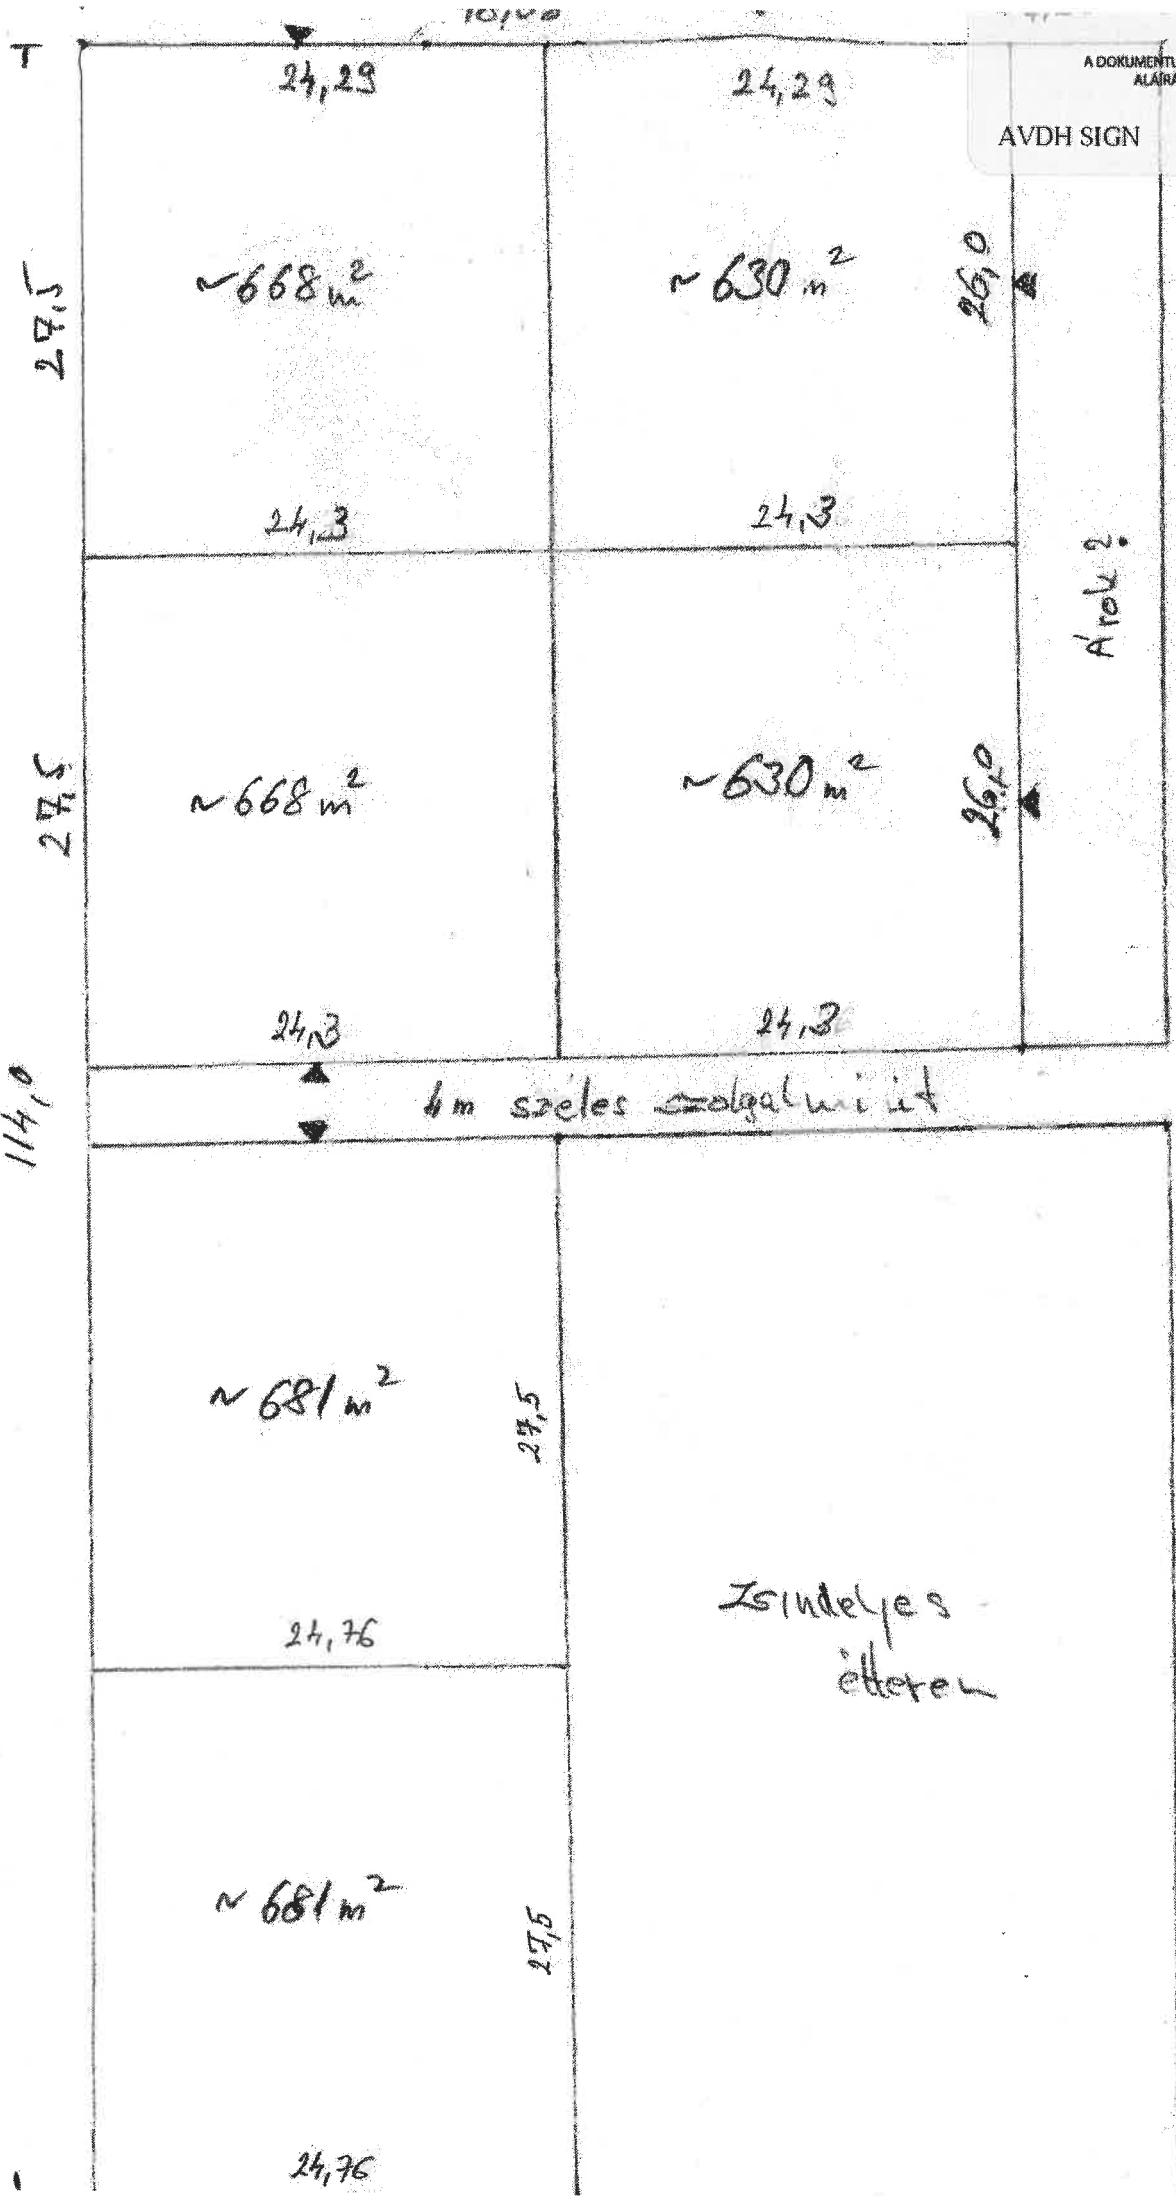 T
24,29
24,29
A DOKUMENTU
ALÁÍRÁ
AVDH SIGN
27,5
~668 m²
~630 m²
26,0
24,3
24,3
Árok ?
27,5
~668 m²
~630 m²
26,0
24,3
24,3
114,0
4m széles szolgalmi út
~681 m²
27,5
24,76
Zsindelyes
étterem
~681 m²
27,5
24,76